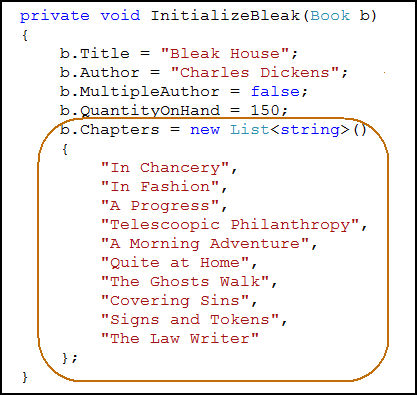 private void InitializeBleak(Book b)
{
b.Title = "Bleak House";
b.Author = "Charles Dickens";
b.MultipleAuthor = false;
b.QuantityOnHand = 150;
b.Chapters = new List<string>()
{
"In Chancery",
"In Fashion",
"A Progress",
"Telescoopic Philanthropy",
"A Morning Adventure",
"Quite at Home",
"The Ghosts Walk",
"Covering Sins",
"Signs and Tokens",
"The Law Writer"
};
}